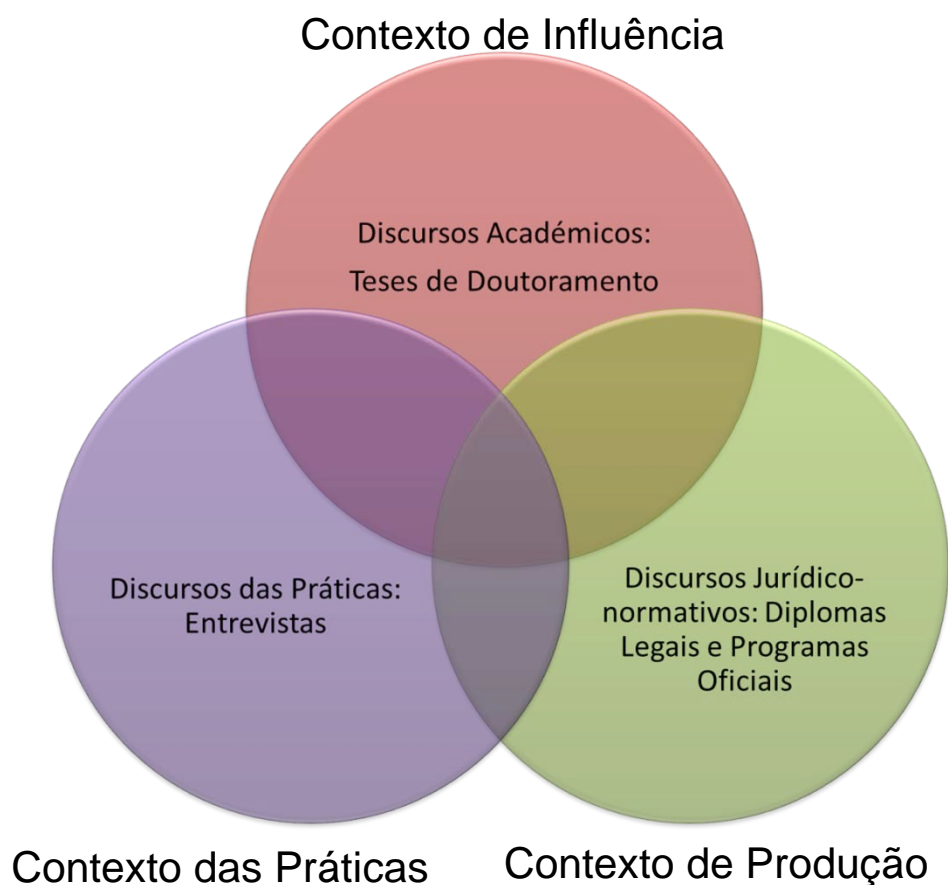 Contexto de Influência
Discursos Académicos:
Teses de Doutoramento
Discursos das Práticas:
Entrevistas
Discursos Jurídico-
normativos: Diplomas
Legais e Programas
Oficiais
Contexto das Práticas
Contexto de Produção